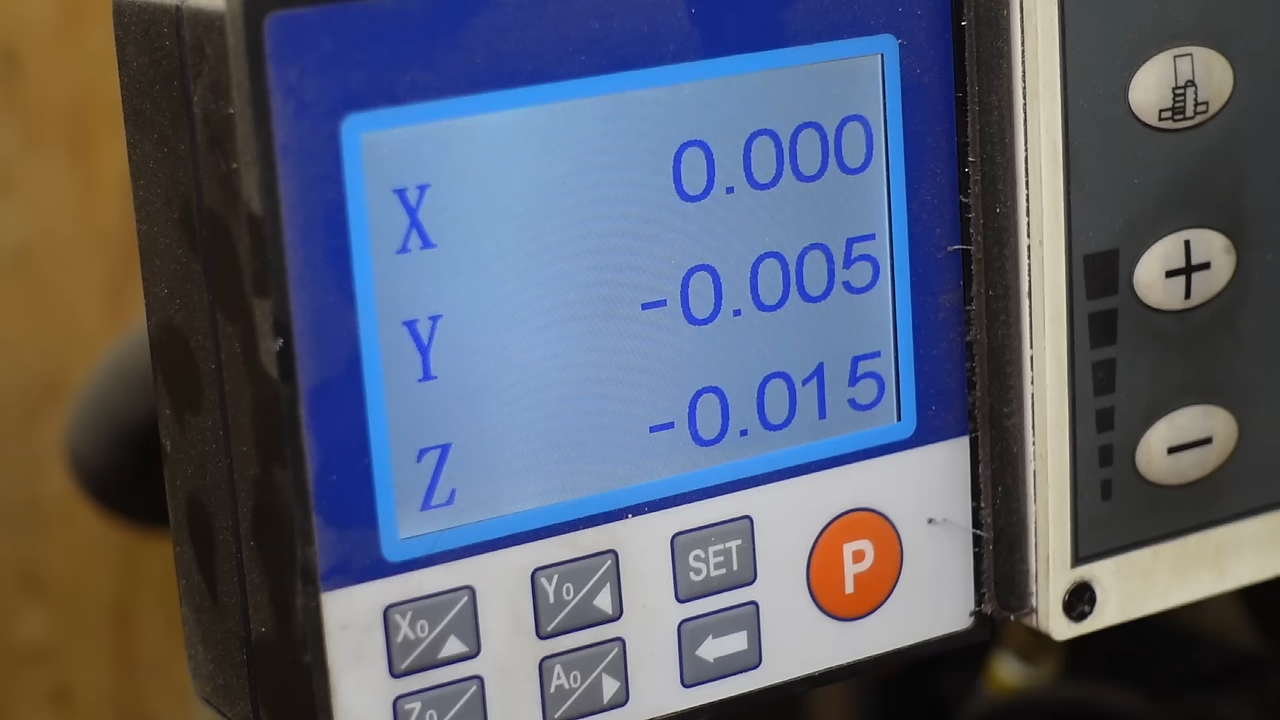 X 0.000
Y -0.005
Z -0.015
X₀ Y₀ SET P
Z₀ A₀
+
-